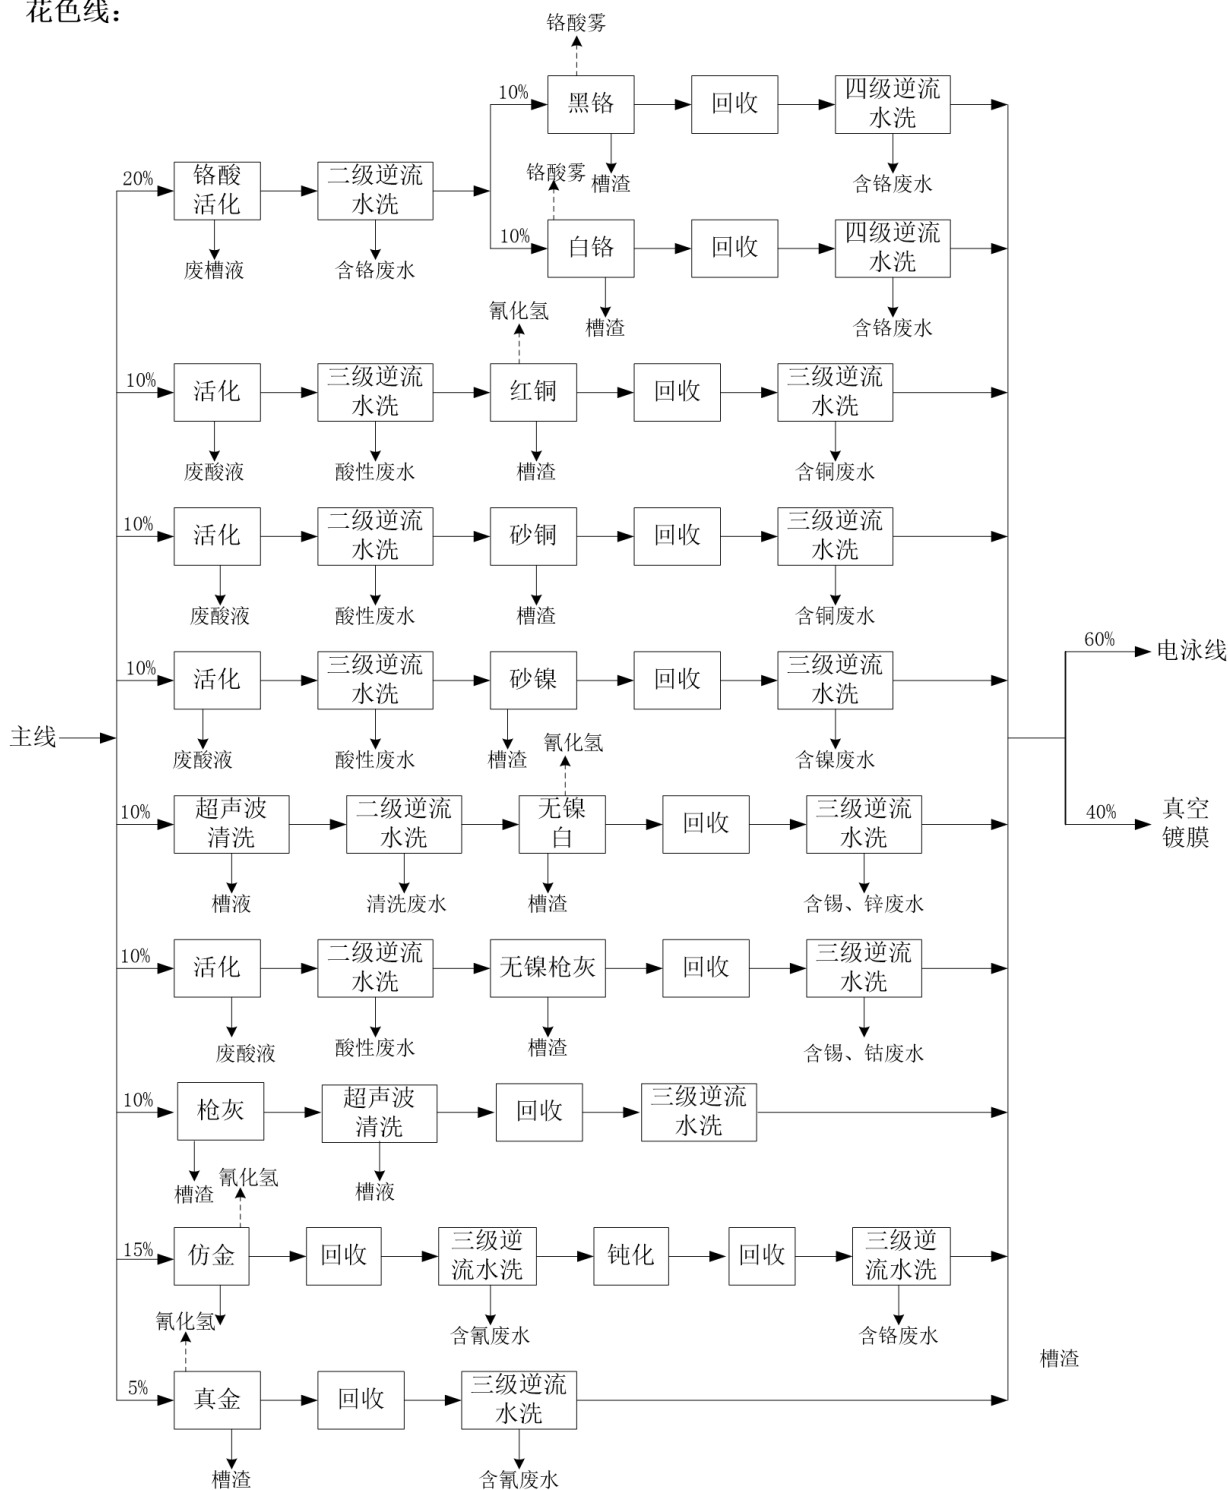 花色线：
铬酸雾
10%
黑铬
回收
四级逆流
水洗
槽渣
含铬废水
20%
铬酸
活化
二级逆流
水洗
废槽液
含铬废水
铬酸雾
10%
白铬
回收
四级逆流
水洗
槽渣
含铬废水
氰化氢
10%
活化
三级逆流
水洗
红铜
回收
三级逆流
水洗
废酸液
酸性废水
槽渣
含铜废水
10%
活化
二级逆流
水洗
砂铜
回收
三级逆流
水洗
废酸液
酸性废水
槽渣
含铜废水
10%
活化
三级逆流
水洗
砂镍
回收
三级逆流
水洗
废酸液
酸性废水
槽渣
含镍废水
主线
氰化氢
10%
超声波
清洗
二级逆流
水洗
无镍
白
回收
三级逆流
水洗
槽液
清洗废水
槽渣
含锡、锌废水
10%
活化
二级逆流
水洗
无镍枪灰
回收
三级逆流
水洗
废酸液
酸性废水
槽渣
含锡、钴废水
10%
枪灰
超声波
清洗
回收
三级逆流
水洗
槽渣
槽液
氰化氢
15%
仿金
回收
三级逆
流水洗
钝化
回收
三级逆
流水洗
含氰废水
含铬废水
氰化氢
5%
真金
回收
三级逆流
水洗
槽渣
含氰废水
槽渣
60%
电泳线
40%
真空
镀膜